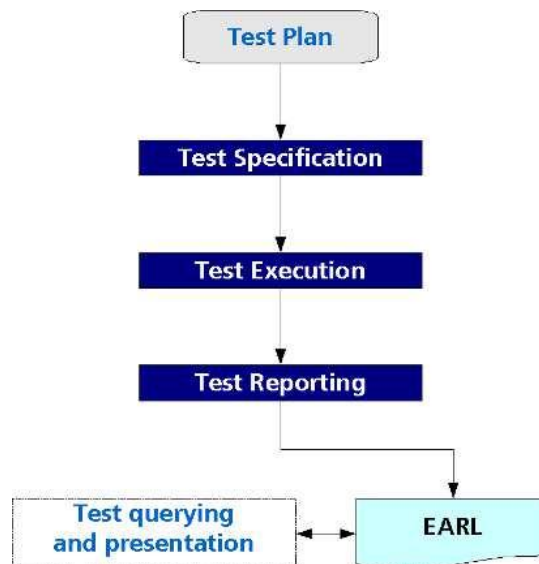 Test Plan
Test Specification
Test Execution
Test Reporting
Test querying
and presentation
EARL